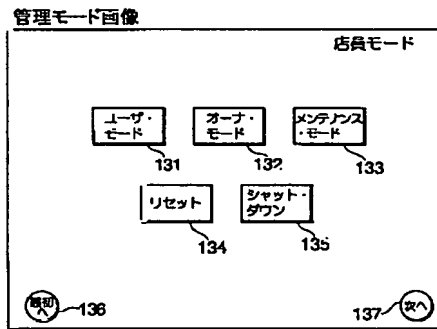 管理モード画像
店員モード
ユーザ・
モード
オーナ・
モード
メンテナンス
・モード
131
132
133
リセット
シャット・
ダウン
134
135
最初
へ
136
137
次へ